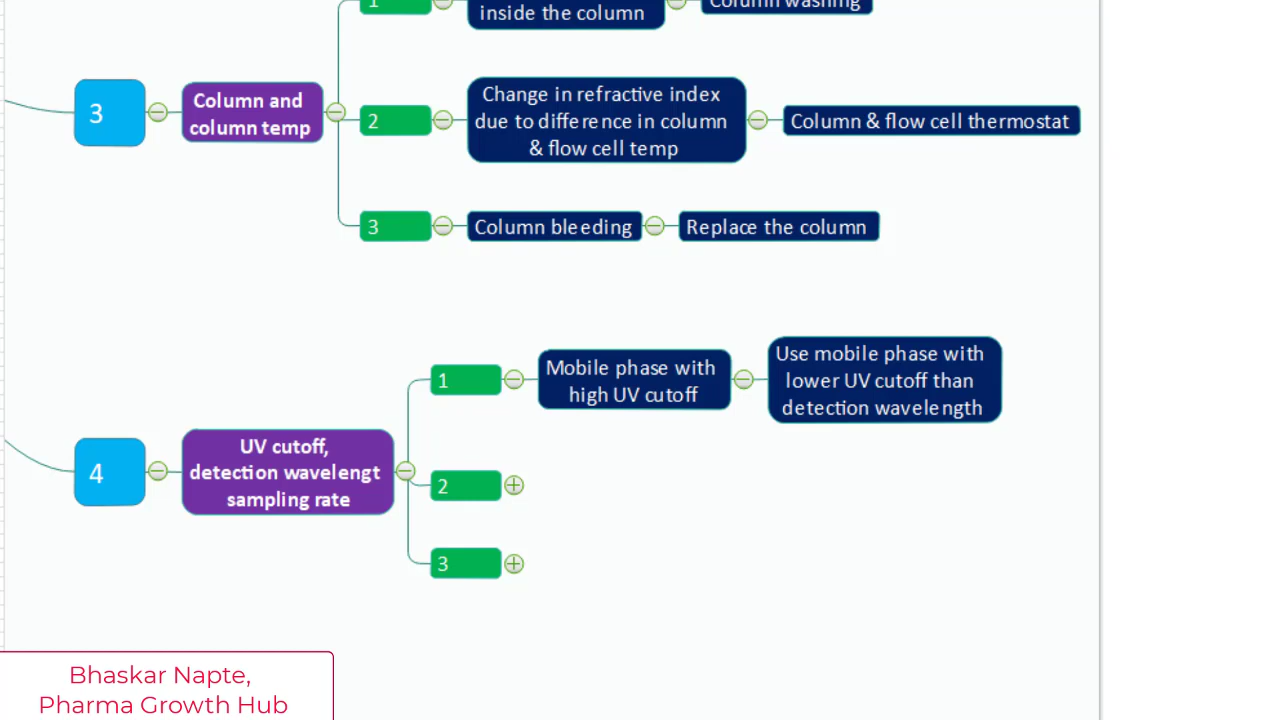 1
inside the column
Column washing
3
Column and
column temp
2
Change in refractive index
due to difference in column
& flow cell temp
Column & flow cell thermostat
3
Column bleeding
Replace the column
4
UV cutoff,
detection wavelengt
sampling rate
1
Mobile phase with
high UV cutoff
Use mobile phase with
lower UV cutoff than
detection wavelength
2
3
Bhaskar Napte,
Pharma Growth Hub